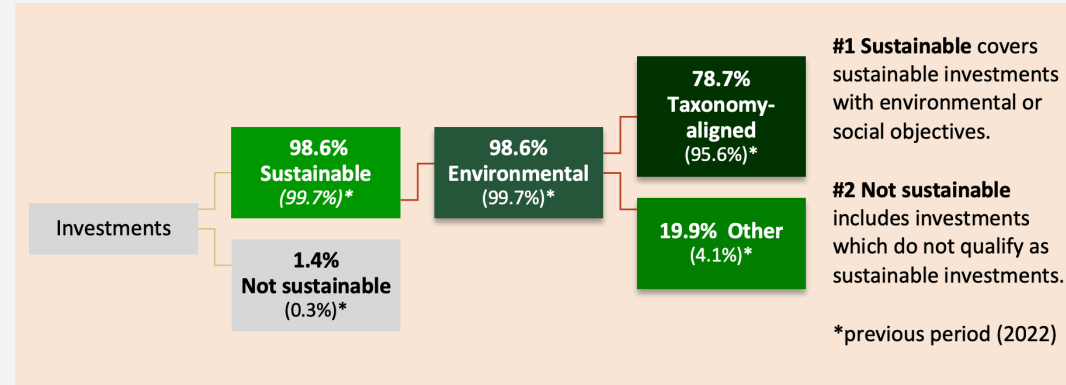 Investments
98.6%
Sustainable
(99.7%)*
1.4%
Not sustainable
(0.3%)*
98.6%
Environmental
(99.7%)*
78.7%
Taxonomy-
aligned
(95.6%)*
19.9% Other
(4.1%)*
#1 Sustainable covers
sustainable investments
with environmental or
social objectives.
#2 Not sustainable
includes investments
which do not qualify as
sustainable investments.
*previous period (2022)